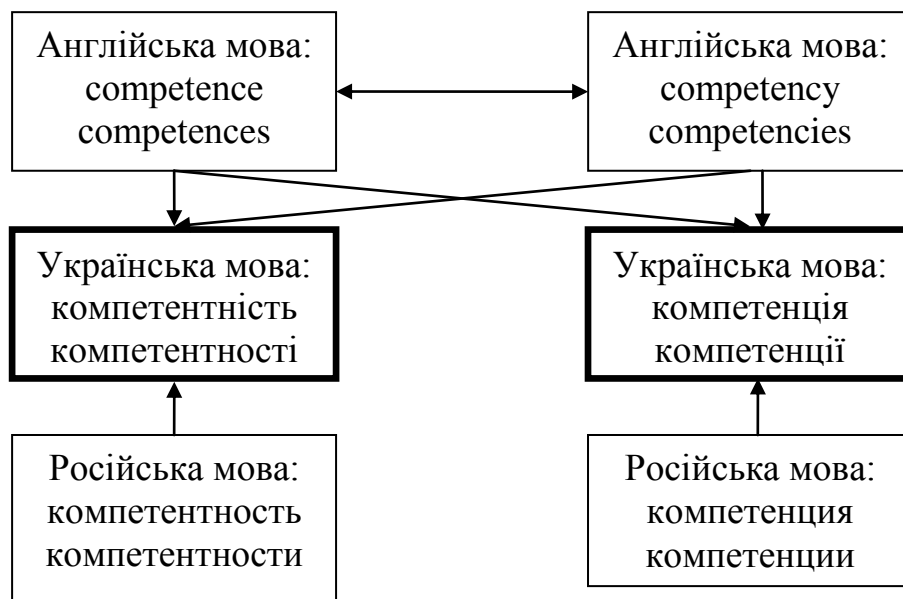 Англійська мова:
competence
competences
Англійська мова:
competency
competencies
Українська мова:
компетентність
компетентності
Українська мова:
компетенція
компетенції
Російська мова:
компетентность
компетентности
Російська мова:
компетенция
компетенции